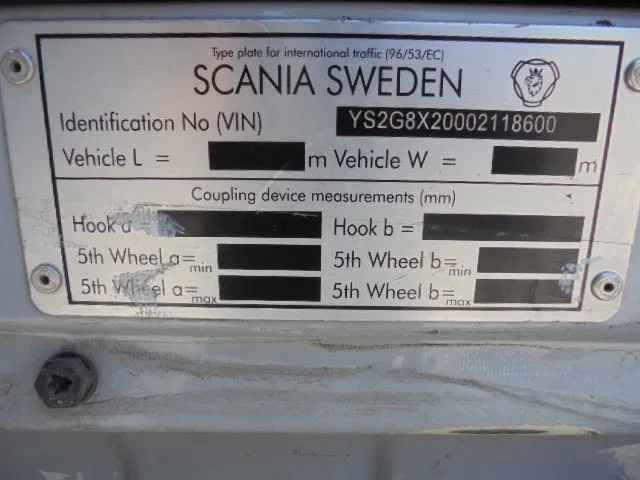 Type plate for international traffic (96/53/EC)
SCANIA SWEDEN
Identification No (VIN) YS2G8X20002118600
Vehicle L = m Vehicle W = m
Coupling device measurements (mm)
Hook a Hook b =
5th Wheel a= min 5th Wheel b= min
5th Wheel a= max 5th Wheel b= max